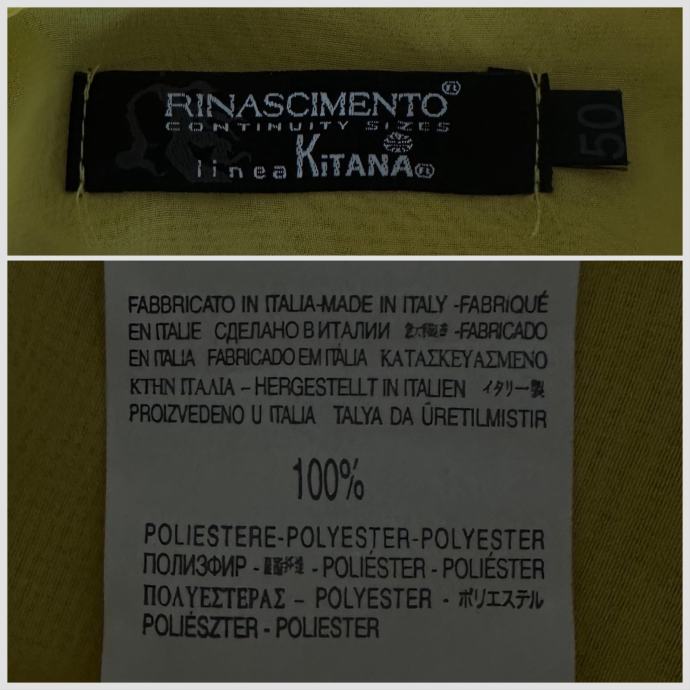 RINASCIMENTO®
CONTINUITY SIZES
linea KiTANA®
50
FABBRICATO IN ITALIA-MADE IN ITALY -FABRIQUÉ
EN ITALIE СДЕЛАНО В ИТАЛИИ -FABRICADO
EN ITALIA FABRICADO EM ITÁLIA ΚΑΤΑΣΚΕΥΑΣΜΕΝΟ
ΚΤΗΝ ΙΤΑΛΙΑ – HERGESTELLT IN ITALIEN イタリー製
PROIZVEDENO U ITALIA TALYA DA ÜRETILMISTIR
100%
POLIESTERE-POLYESTER-POLYESTER
ПОЛИЭФИР - - POLIÉSTER - POLIÉSTER
ΠΟΛΥΕΣΤΕΡΑΣ – POLYESTER - ポリエステル
POLIÉSZTER - POLIESTER